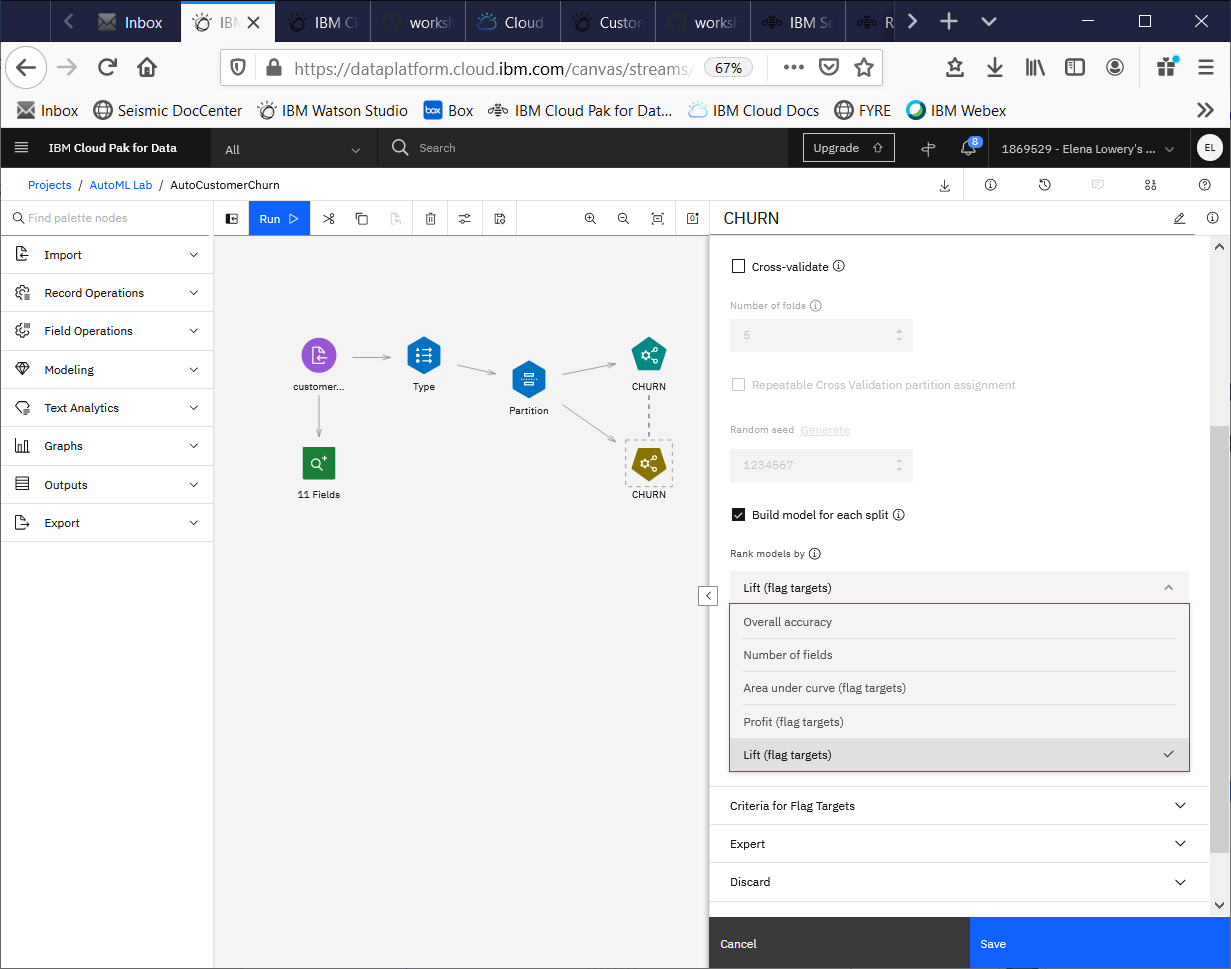 Inbox IBM IBM Cl works Cloud Custor works IBM Sc R
https://dataplatform.cloud.ibm.com/canvas/streams/ 67%
Inbox Seismic DocCenter IBM Watson Studio box Box IBM Cloud Pak for Dat... IBM Cloud Docs FYRE IBM Webex
IBM Cloud Pak for Data All Search Upgrade 8 1869529 - Elena Lowery's ... EL
Projects / AutoML Lab / AutoCustomerChurn
Find palette nodes Run CHURN
Import
Record Operations
Field Operations
Modeling
Text Analytics
Graphs
Outputs
Export
customer...
Type
Partition
CHURN
CHURN
11 Fields
Cross-validate
Number of folds
5
Repeatable Cross Validation partition assignment
Random seed Generate
1234567
Build model for each split
Rank models by
Lift (flag targets)
Overall accuracy
Number of fields
Area under curve (flag targets)
Profit (flag targets)
Lift (flag targets)
Criteria for Flag Targets
Expert
Discard
Cancel Save